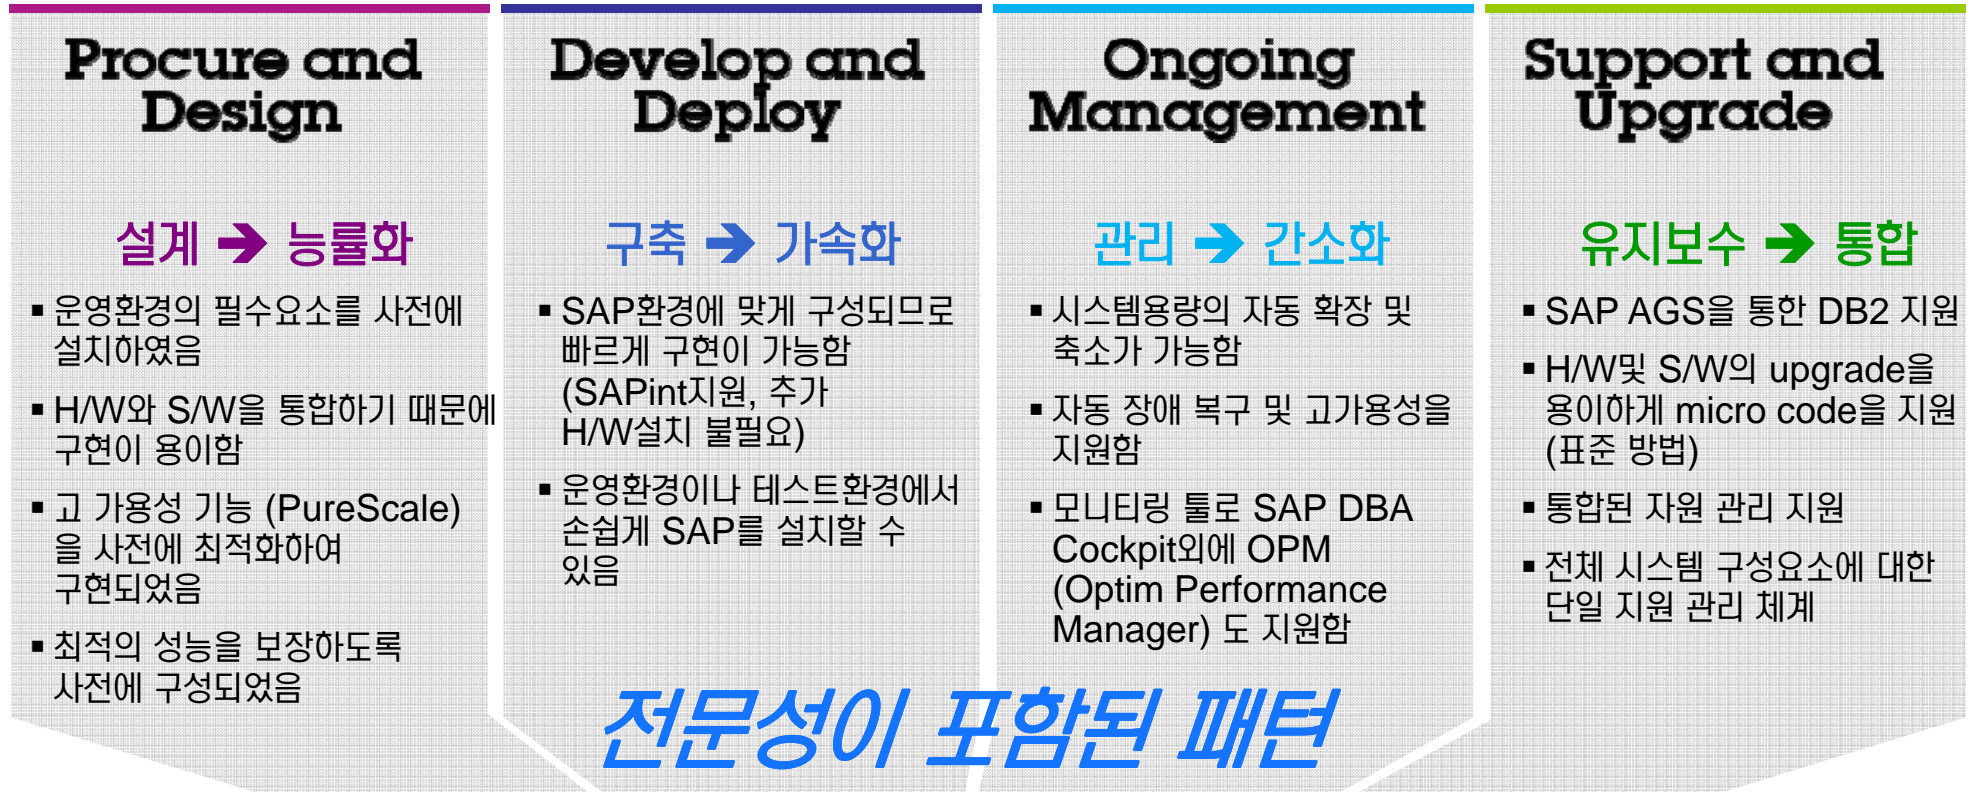 Procure and
Design
설계 ➔ 능률화
▪ 운영환경의 필수요소를 사전에
설치하였음
▪ H/W와 S/W을 통합하기 때문에
구현이 용이함
▪ 고 가용성 기능 (PureScale)
을 사전에 최적화하여
구현되었음
▪ 최적의 성능을 보장하도록
사전에 구성되었음
Develop and
Deploy
구축 ➔ 가속화
▪ SAP환경에 맞게 구성되므로
빠르게 구현이 가능함
(SAPint지원, 추가
H/W설치 불필요)
▪ 운영환경이나 테스트환경에서
손쉽게 SAP를 설치할 수
있음
Ongoing
Management
관리 ➔ 간소화
▪ 시스템용량의 자동 확장 및
축소가 가능함
▪ 자동 장애 복구 및 고가용성을
지원함
▪ 모니터링 툴로 SAP DBA
Cockpit외에 OPM
(Optim Performance
Manager) 도 지원함
Support and
Upgrade
유지보수 ➔ 통합
▪ SAP AGS을 통한 DB2 지원
▪ H/W및 S/W의 upgrade을
용이하게 micro code을 지원
(표준 방법)
▪ 통합된 자원 관리 지원
▪ 전체 시스템 구성요소에 대한
단일 지원 관리 체계
전문성이 포함된 패턴